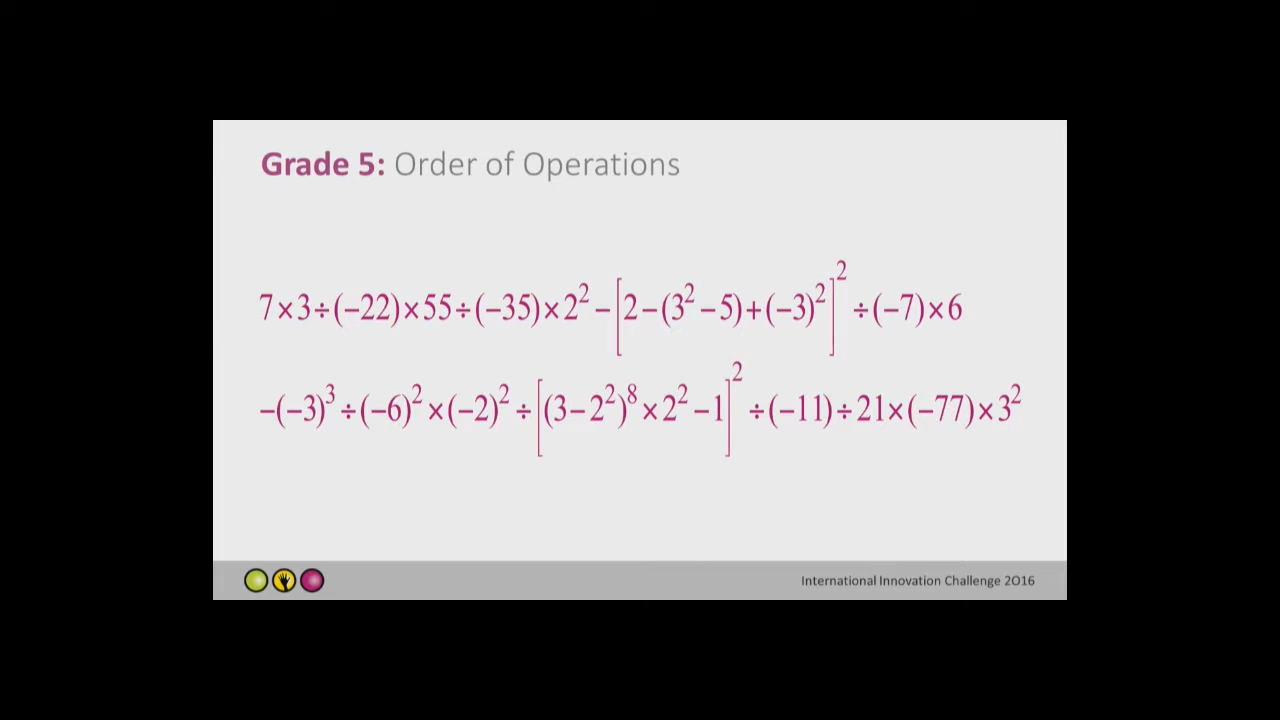 Grade 5: Order of Operations
7×3÷(−22)×55÷(−35)×2²−[2−(3²−5)+(−3)²]²÷(−7)×6
−(−3)³÷(−6)²×(−2)²÷[(3−2²)⁸×2²−1]²÷(−11)÷21×(−77)×3²
International Innovation Challenge 2O16